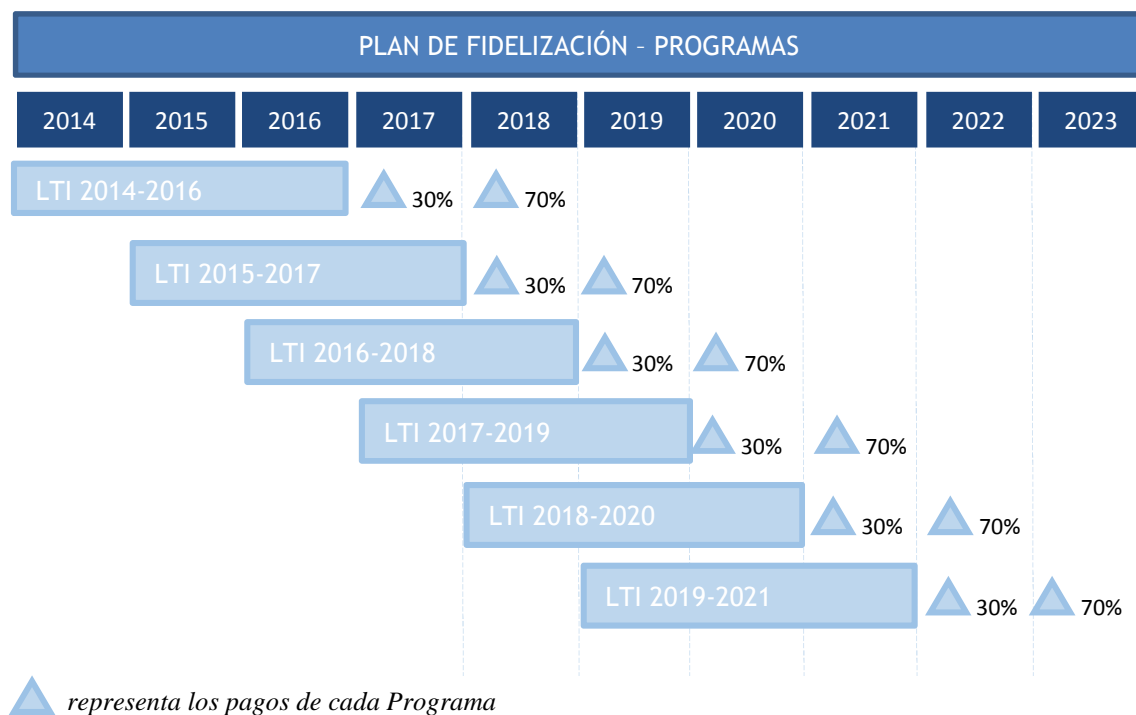 PLAN DE FIDELIZACIÓN – PROGRAMAS
2014 2015 2016 2017 2018 2019 2020 2021 2022 2023
LTI 2014-2016 30% 70%
LTI 2015-2017 30% 70%
LTI 2016-2018 30% 70%
LTI 2017-2019 30% 70%
LTI 2018-2020 30% 70%
LTI 2019-2021 30% 70%
representa los pagos de cada Programa